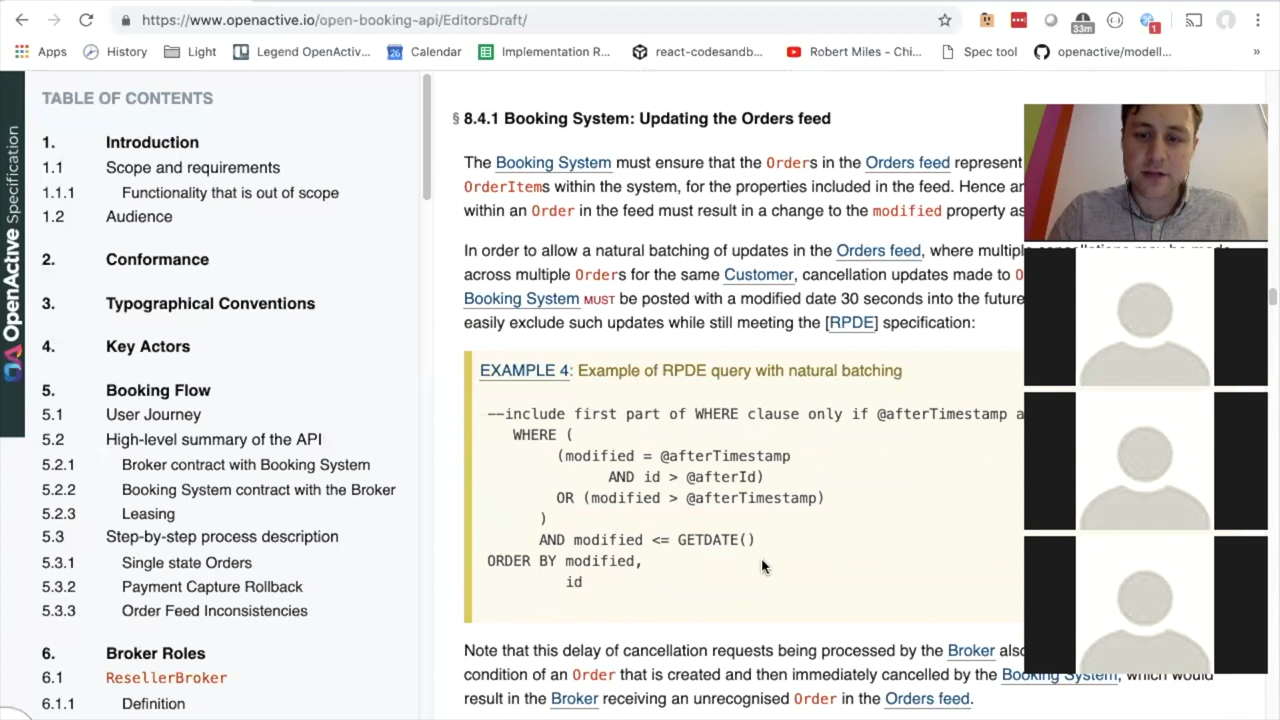 https://www.openactive.io/open-booking-api/EditorsDraft/
33m
1
Apps
History
Light
Legend OpenActiv...
26
Calendar
Implementation R...
react-codesandb...
Robert Miles - Chi...
Spec tool
openactive/modell...
»
OpenActive Specification
TABLE OF CONTENTS
1. Introduction
1.1 Scope and requirements
1.1.1 Functionality that is out of scope
1.2 Audience
2. Conformance
3. Typographical Conventions
4. Key Actors
5. Booking Flow
5.1 User Journey
5.2 High-level summary of the API
5.2.1 Broker contract with Booking System
5.2.2 Booking System contract with the Broker
5.2.3 Leasing
5.3 Step-by-step process description
5.3.1 Single state Orders
5.3.2 Payment Capture Rollback
5.3.3 Order Feed Inconsistencies
6. Broker Roles
6.1 ResellerBroker
6.1.1 Definition
§ 8.4.1 Booking System: Updating the Orders feed
The Booking System must ensure that the Orders in the Orders feed represent
OrderItems within the system, for the properties included in the feed. Hence
within an Order in the feed must result in a change to the modified property as
In order to allow a natural batching of updates in the Orders feed, where multiple cancellations may be made
across multiple Orders for the same Customer, cancellation updates made to
Booking System MUST be posted with a modified date 30 seconds into the future
easily exclude such updates while still meeting the [RPDE] specification:
EXAMPLE 4: Example of RPDE query with natural batching
--include first part of WHERE clause only if @afterTimestamp a
WHERE (
(modified = @afterTimestamp
AND id > @afterId)
OR (modified > @afterTimestamp)
)
AND modified <= GETDATE()
ORDER BY modified,
id
Note that this delay of cancellation requests being processed by the Broker also
condition of an Order that is created and then immediately cancelled by the Booking System, which would
result in the Broker receiving an unrecognised Order in the Orders feed.